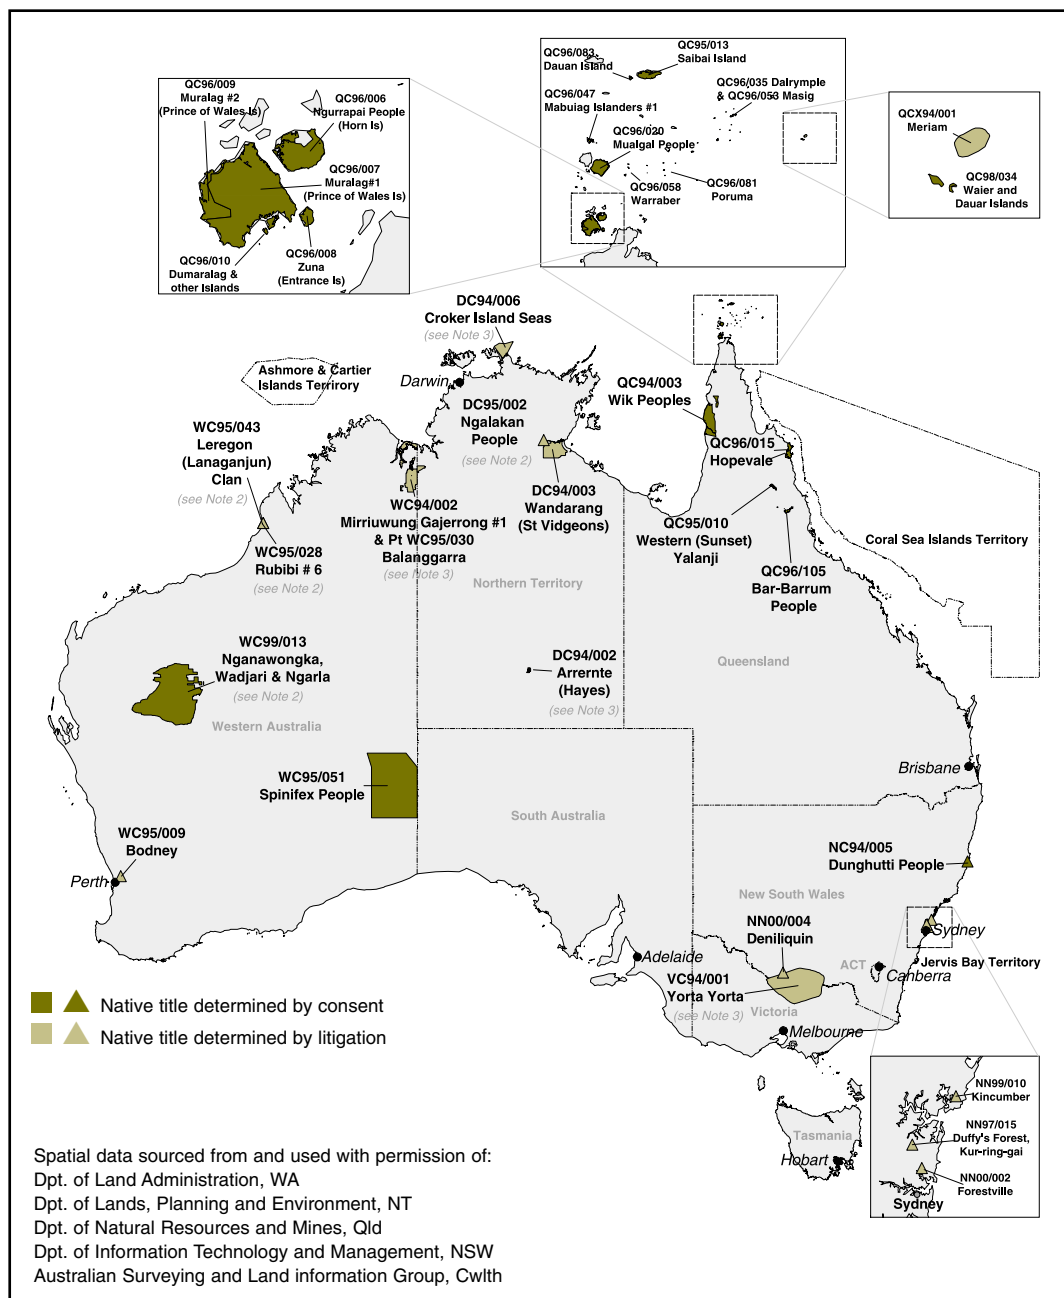 QC96/009
Muralag #2
(Prince of Wales Is)
QC96/006
Ngurrapai People
(Horn Is)
QC96/007
Muralag#1
(Prince of Wales Is)
QC96/010
Dumaralag &
other Islands
QC96/008
Zuna
(Entrance Is)
QC96/083
Dauan Island
QC95/013
Saibai Island
QC96/047
Mabuiag Islanders #1
QC96/035 Dalrymple
& QC96/053 Masig
QC96/020
Mualgal People
QC96/058
Warraber
QC96/081
Poruma
QCX94/001
Meriam
QC98/034
Waier and
Dauar Islands
DC94/006
Croker Island Seas
(see Note 3)
Ashmore & Cartier
Islands Terrirory
Darwin
QC94/003
Wik Peoples
DC95/002
Ngalakan
People
(see Note 2)
WC95/043
Leregon
(Lanaganjun)
Clan
(see Note 2)
QC96/015
Hopevale
WC94/002
Mirriuwung Gajerrong #1
& Pt WC95/030
Balanggarra
(see Note 3)
DC94/003
Wandarang
(St Vidgeons)
QC95/010
Western (Sunset)
Yalanji
WC95/028
Rubibi # 6
(see Note 2)
Coral Sea Islands Territory
QC96/105
Bar-Barrum
People
Northern Territory
WC99/013
Nganawongka,
Wadjari & Ngarla
(see Note 2)
DC94/002
Arrernte
(Hayes)
(see Note 3)
Queensland
Western Australia
WC95/051
Spinifex People
Brisbane
South Australia
WC95/009
Bodney
Perth
NC94/005
Dunghutti People
New South Wales
NN00/004
Deniliquin
Sydney
Adelaide
ACT
Jervis Bay Territory
Canberra
VC94/001
Yorta Yorta
(see Note 3)
Victoria
Melbourne
Native title determined by consent
Native title determined by litigation
NN99/010
Kincumber
NN97/015
Duffy's Forest,
Kur-ring-gai
NN00/002
Forestville
Sydney
Tasmania
Hobart
Spatial data sourced from and used with permission of:
Dpt. of Land Administration, WA
Dpt. of Lands, Planning and Environment, NT
Dpt. of Natural Resources and Mines, Qld
Dpt. of Information Technology and Management, NSW
Australian Surveying and Land information Group, Cwlth